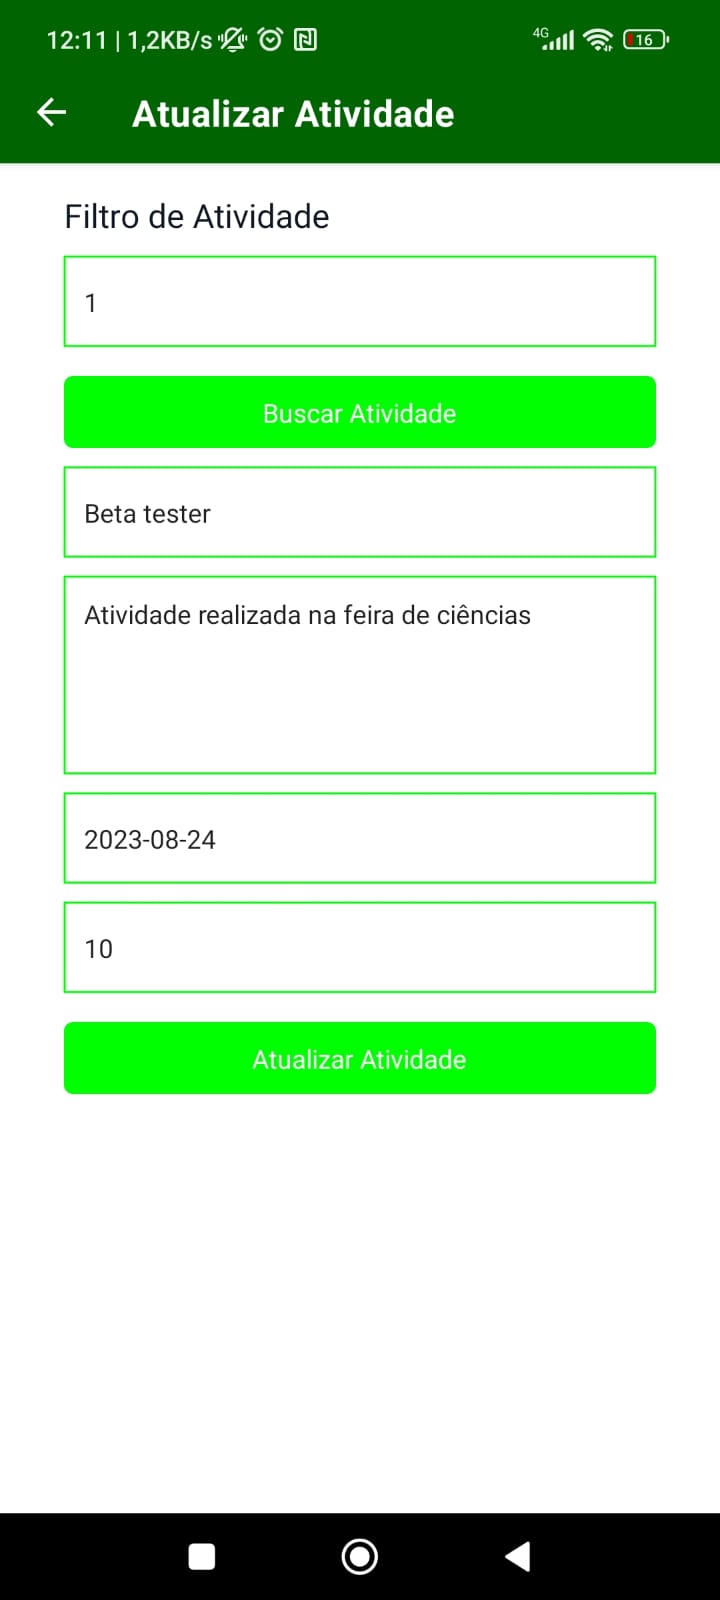 12:11 | 1,2KB/s 4G 16
Atualizar Atividade
Filtro de Atividade
1
Buscar Atividade
Beta tester
Atividade realizada na feira de ciências
2023-08-24
10
Atualizar Atividade